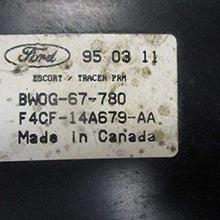 Ford 95 03 11
ESCORT / TRACER PRM
BW0G-67-780
F4CF-14A679-AA
Made in Canada